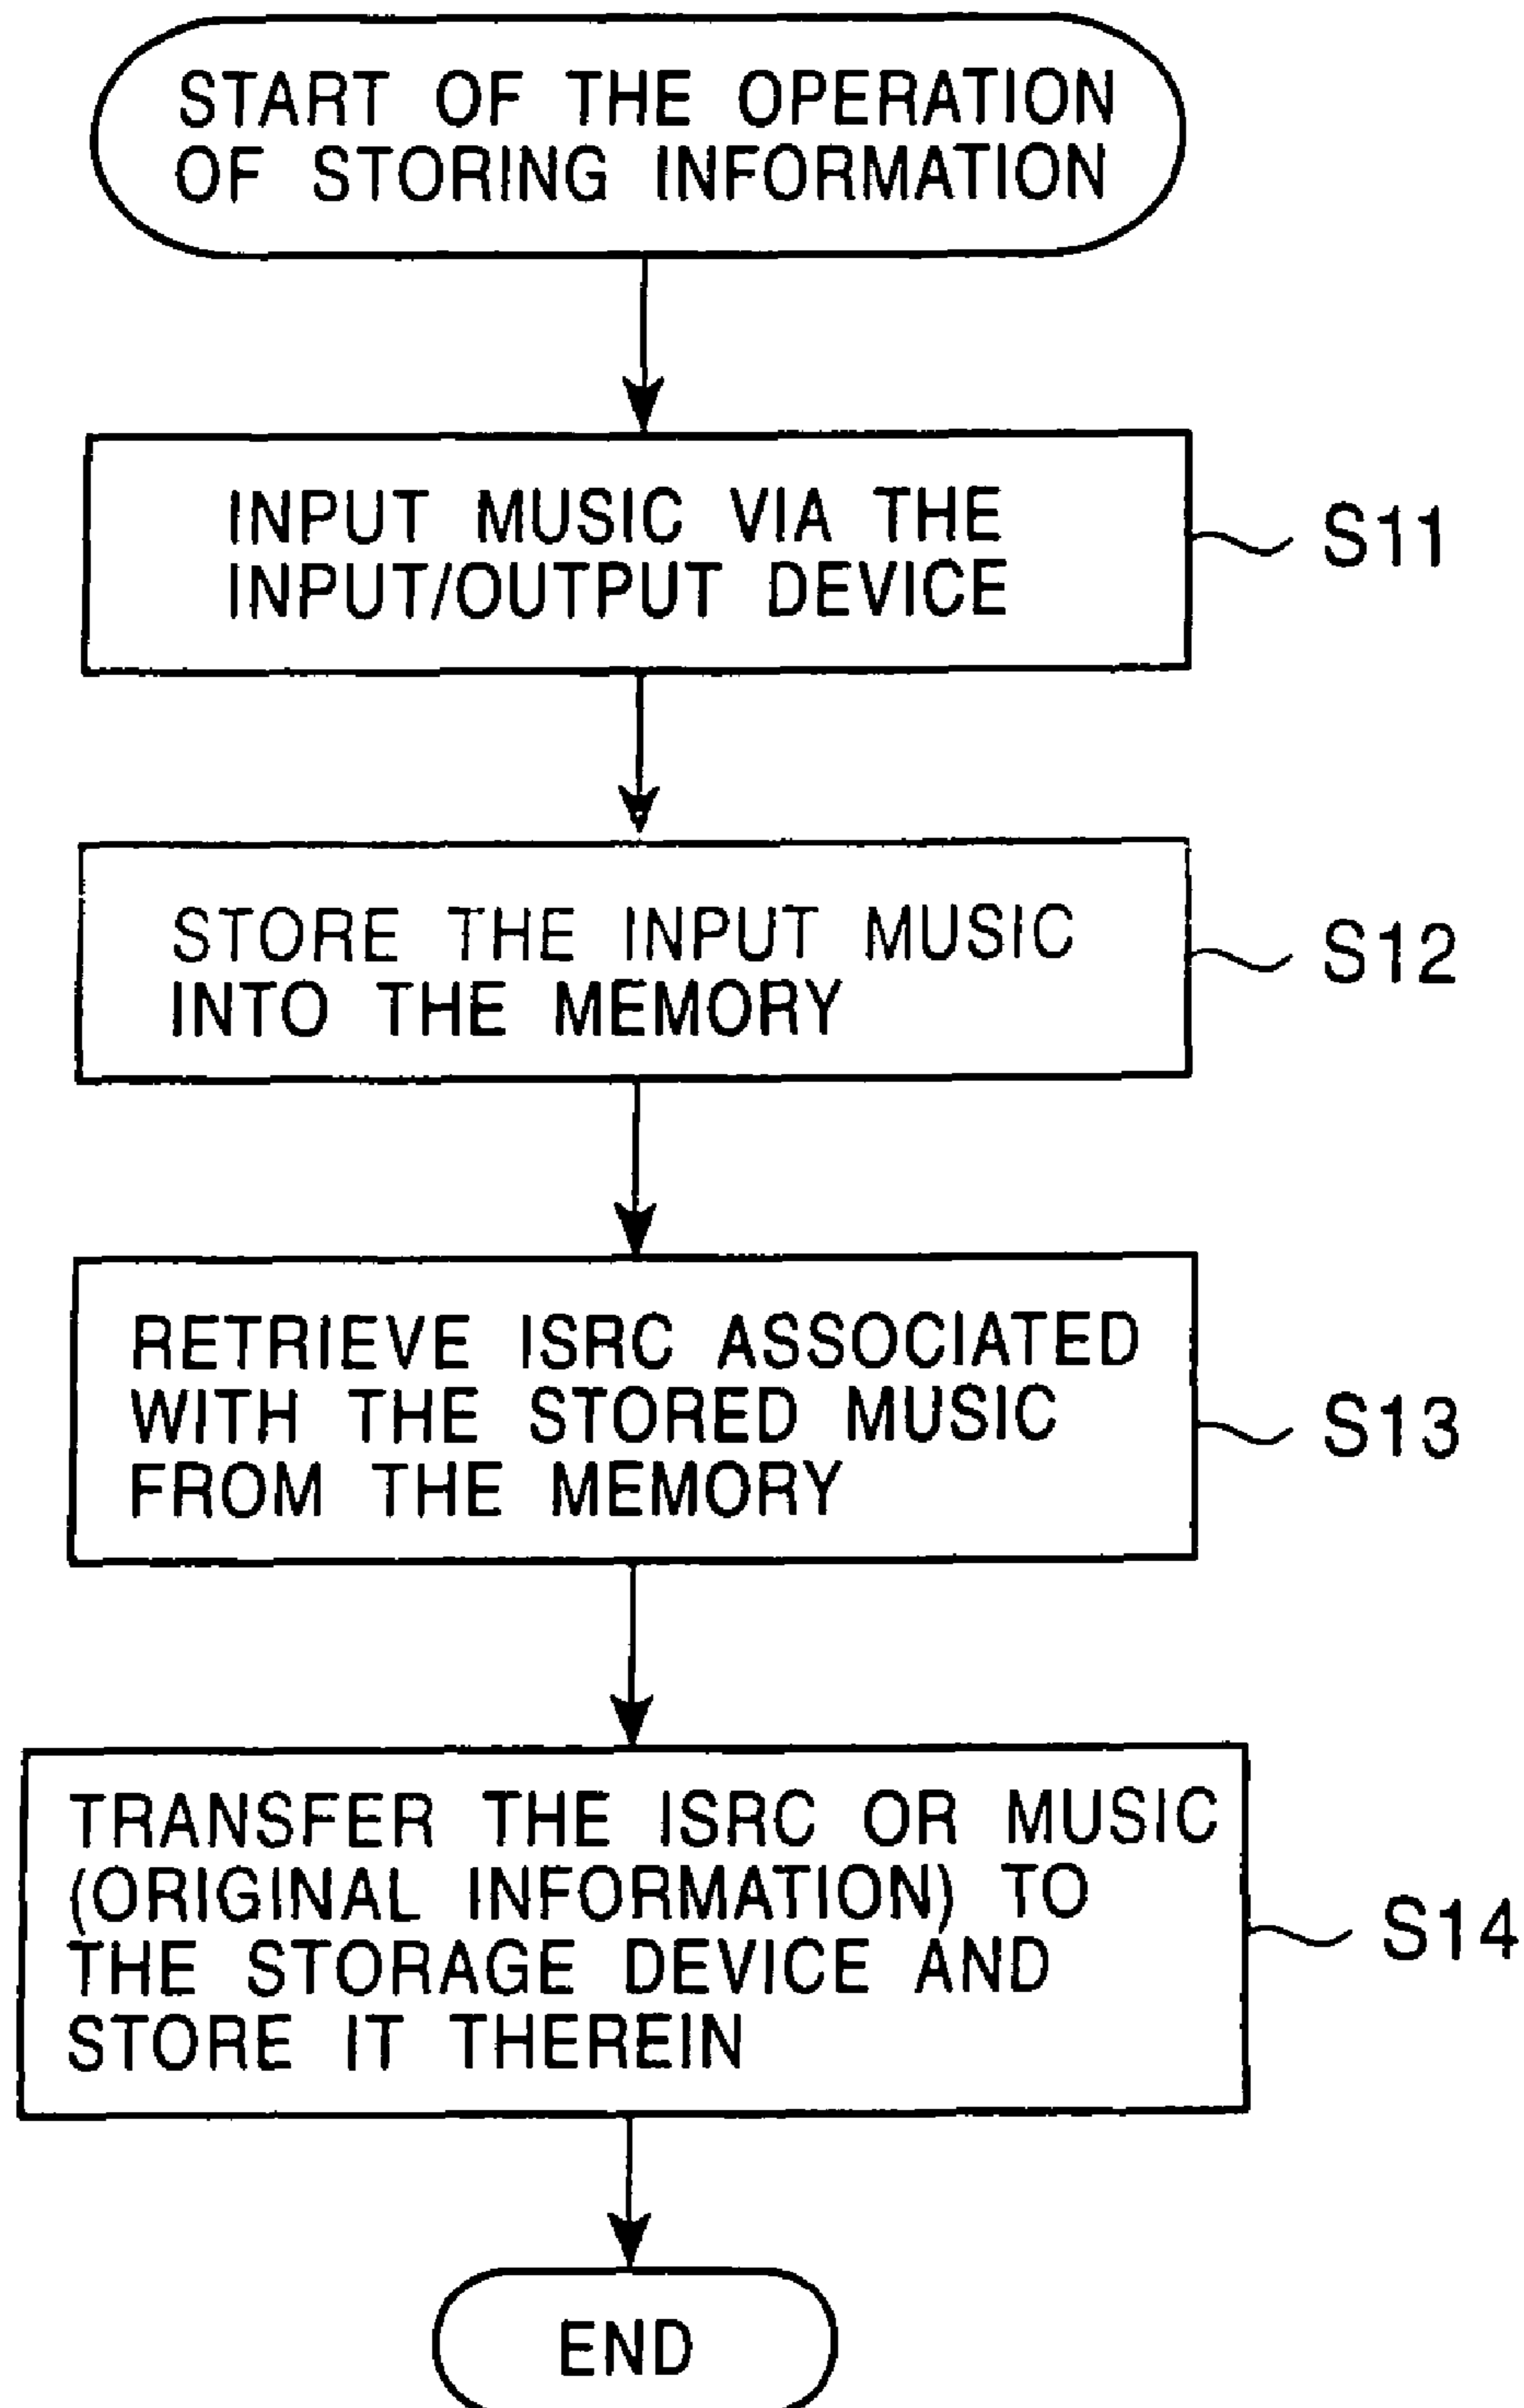 START OF THE OPERATION
OF STORING INFORMATION
INPUT MUSIC VIA THE
INPUT/OUTPUT DEVICE
S11
STORE THE INPUT MUSIC
INTO THE MEMORY
S12
RETRIEVE ISRC ASSOCIATED
WITH THE STORED MUSIC
FROM THE MEMORY
S13
TRANSFER THE ISRC OR MUSIC
(ORIGINAL INFORMATION) TO
THE STORAGE DEVICE AND
STORE IT THEREIN
S14
END